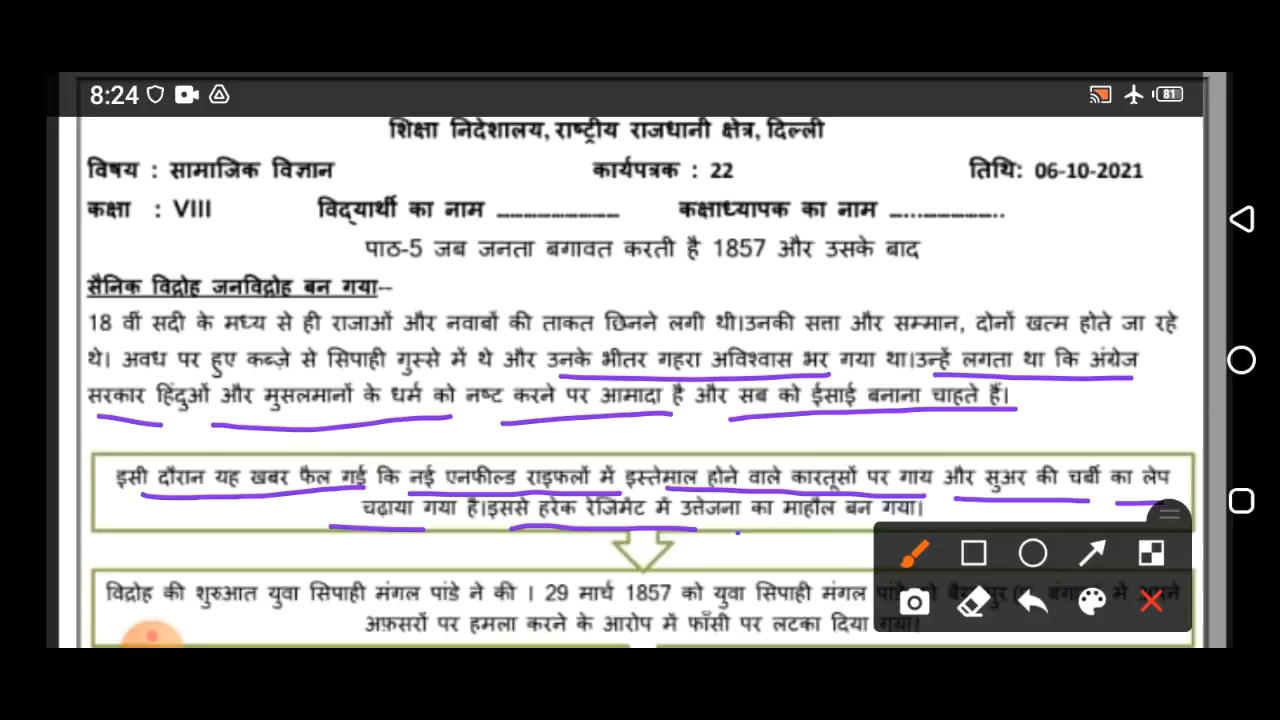 8:24
81
शिक्षा निदेशालय, राष्ट्रीय राजधानी क्षेत्र, दिल्ली
विषय : सामाजिक विज्ञान कार्यपत्रक : 22 तिथि: 06-10-2021
कक्षा : VIII विद्यार्थी का नाम ........................ कक्षाध्यापक का नाम ........................
पाठ-5 जब जनता बगावत करती है 1857 और उसके बाद
सैनिक विद्रोह जनविद्रोह बन गया--
18 वीं सदी के मध्य से ही राजाओं और नवाबों की ताकत छिनने लगी थी।उनकी सत्ता और सम्मान, दोनों खत्म होते जा रहे
थे। अवध पर हुए कब्ज़े से सिपाही गुस्से में थे और उनके भीतर गहरा अविश्वास भर गया था।उन्हें लगता था कि अंग्रेज
सरकार हिंदुओं और मुसलमानों के धर्म को नष्ट करने पर आमादा है और सब को ईसाई बनाना चाहते हैं।
इसी दौरान यह खबर फैल गई कि नई एनफील्ड राइफलों में इस्तेमाल होने वाले कारतूसों पर गाय और सुअर की चर्बी का लेप
चढ़ाया गया है।इससे हरेक रेजिमेंट में उत्तेजना का माहौल बन गया।
विद्रोह की शुरुआत युवा सिपाही मंगल पांडे ने की । 29 मार्च 1857 को युवा सिपाही मंगल में
अफ़सरों पर हमला करने के आरोप में फाँसी पर लटका दिया गया।